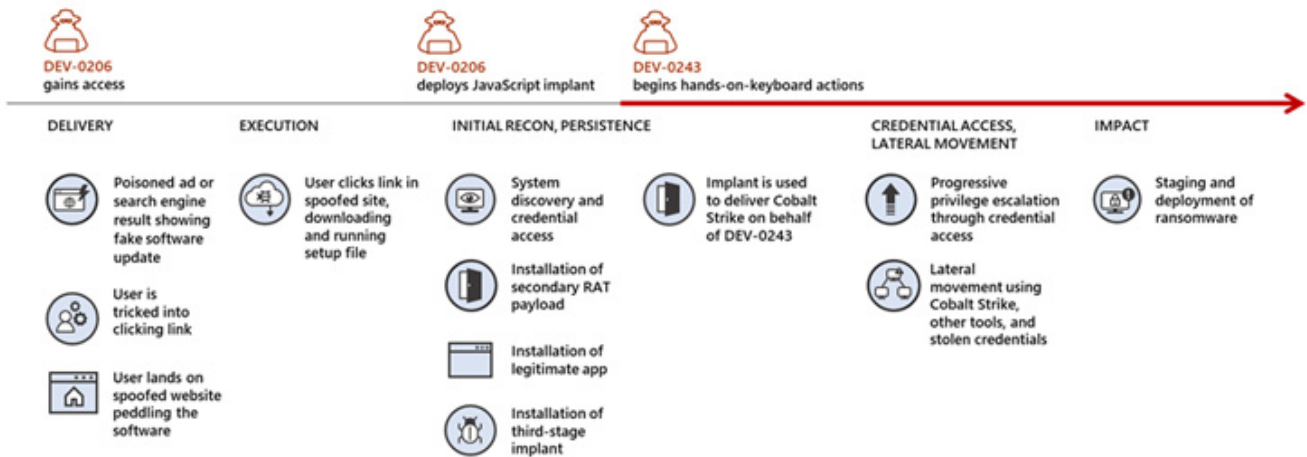 DEV-0206
gains access
DEV-0206
deploys JavaScript implant
DEV-0243
begins hands-on-keyboard actions
DELIVERY
Poisoned ad or
search engine
result showing
fake software
update
User is
tricked into
clicking link
User lands on
spoofed website
peddling the
software
EXECUTION
User clicks link in
spoofed site,
downloading
and running
setup file
INITIAL RECON, PERSISTENCE
System
discovery and
credential
access
Installation of
secondary RAT
payload
Installation of
legitimate app
Installation of
third-stage
implant
Implant is used
to deliver Cobalt
Strike on behalf
of DEV-0243
CREDENTIAL ACCESS,
LATERAL MOVEMENT
Progressive
privilege escalation
through credential
access
Lateral
movement using
Cobalt Strike,
other tools, and
stolen credentials
IMPACT
Staging and
deployment of
ransomware